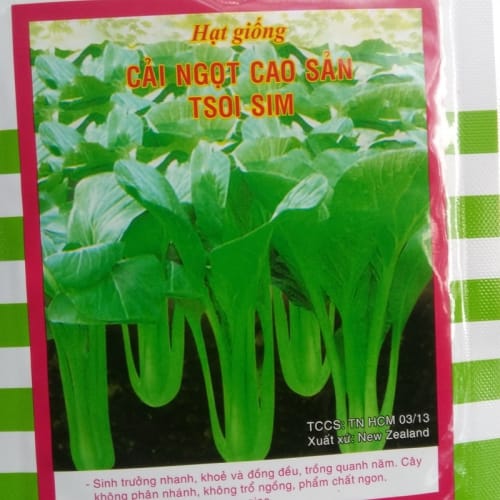 Hạt giống
CẢI NGỌT CAO SẢN
TSOI SIM
TCCS: TN HCM 03/13
Xuất xứ: New Zealand
- Sinh trưởng nhanh, khoẻ và đồng đều, trồng quanh năm. Cây
không phân nhánh, không trổ ngồng, phẩm chất ngon.